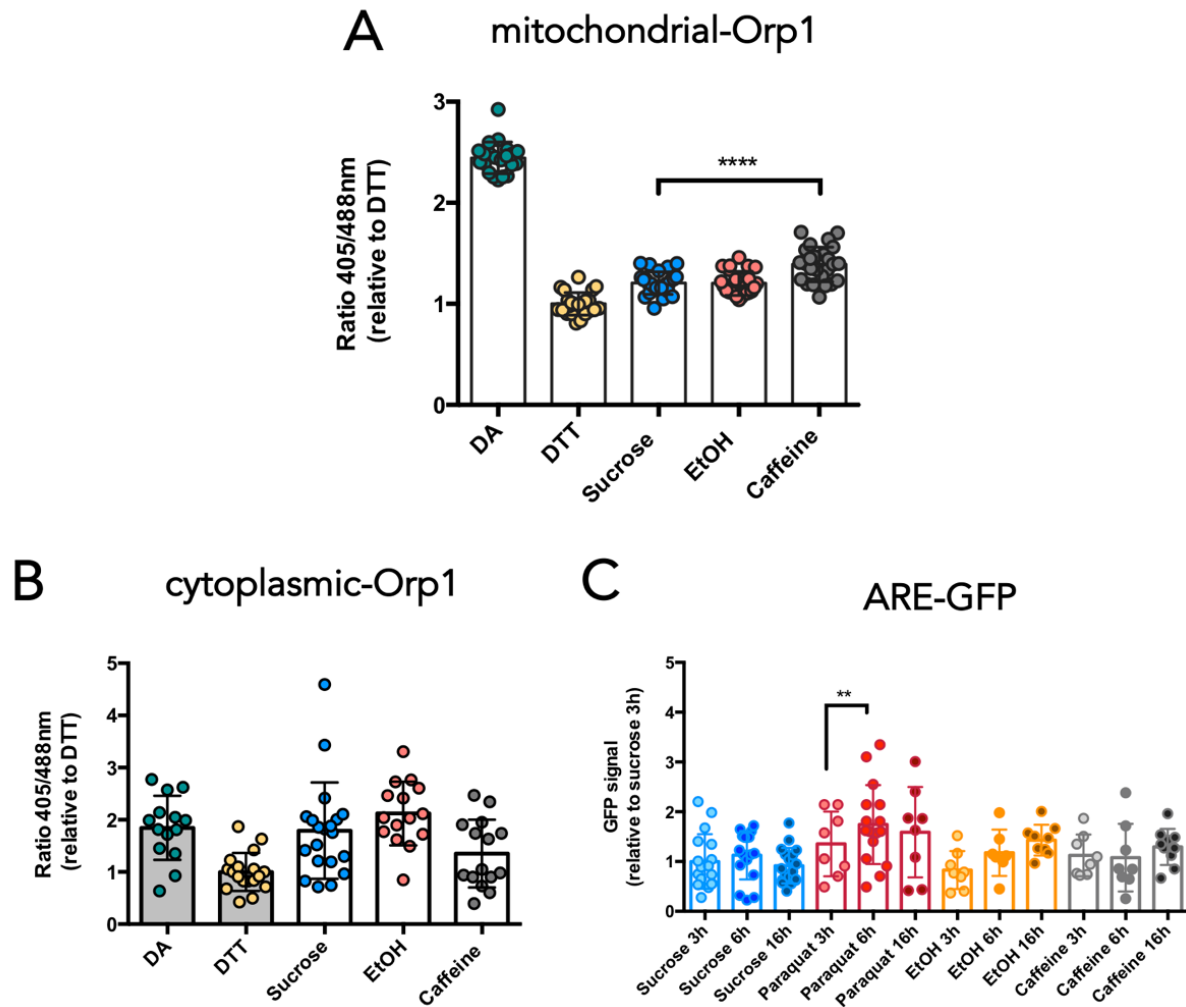 A
mitochondrial-Orp1
Ratio 405/488nm
(relative to DTT)
3
2
1
0
****
DA
DTT
Sucrose
EtOH
Caffeine
B
cytoplasmic-Orp1
Ratio 405/488nm
(relative to DTT)
5
4
3
2
1
0
DA
DTT
Sucrose
EtOH
Caffeine
C
ARE-GFP
GFP signal
(relative to sucrose 3h)
5
4
3
2
1
0
**
Sucrose 3h
Sucrose 6h
Sucrose 16h
Paraquat 3h
Paraquat 6h
Paraquat 16h
EtOH 3h
EtOH 6h
EtOH 16h
Caffeine 3h
Caffeine 6h
Caffeine 16h